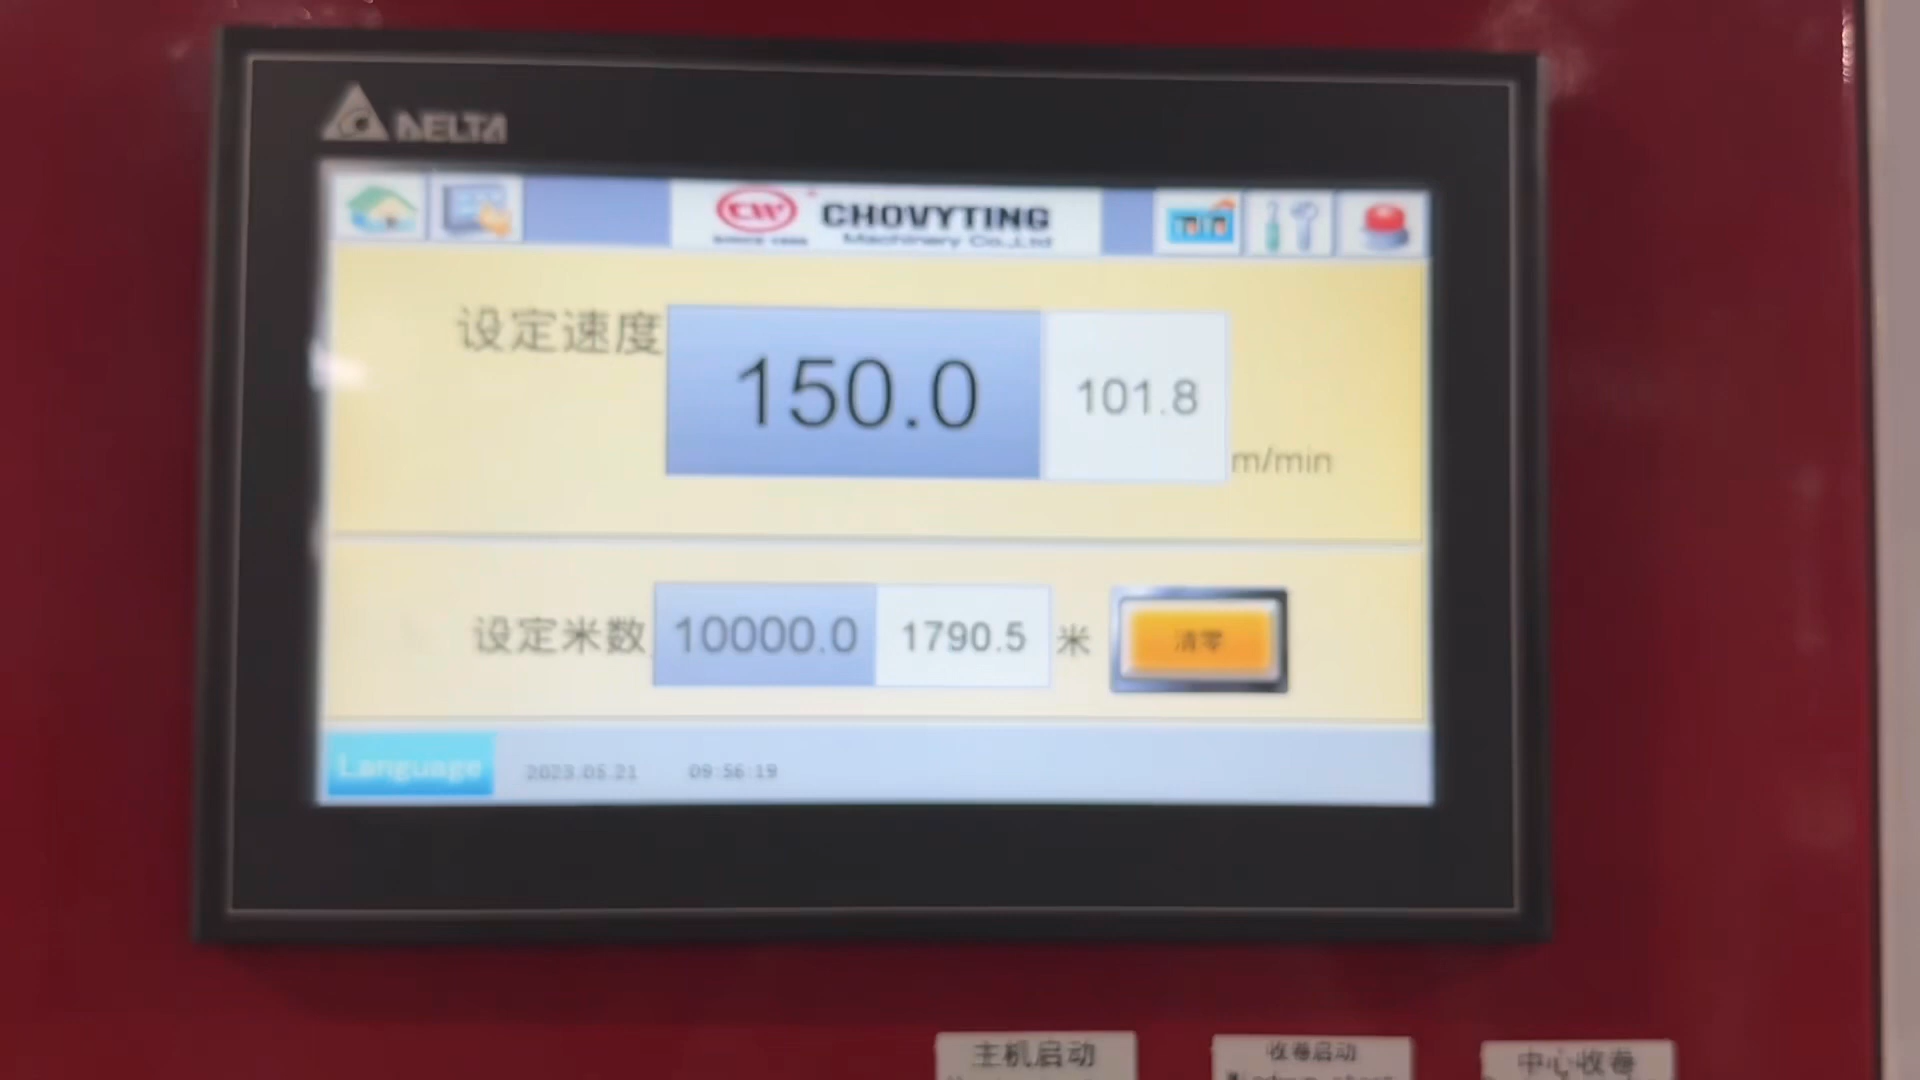 DELTA
CW
CHOVYTING
SINCE
Machinery Co.,Ltd
设定速度
150.0
101.8
m/min
设定米数
10000.0
1790.5
米
清零
Language
2023.05.21
09:56:19
主机启动
收卷启动
中心收卷